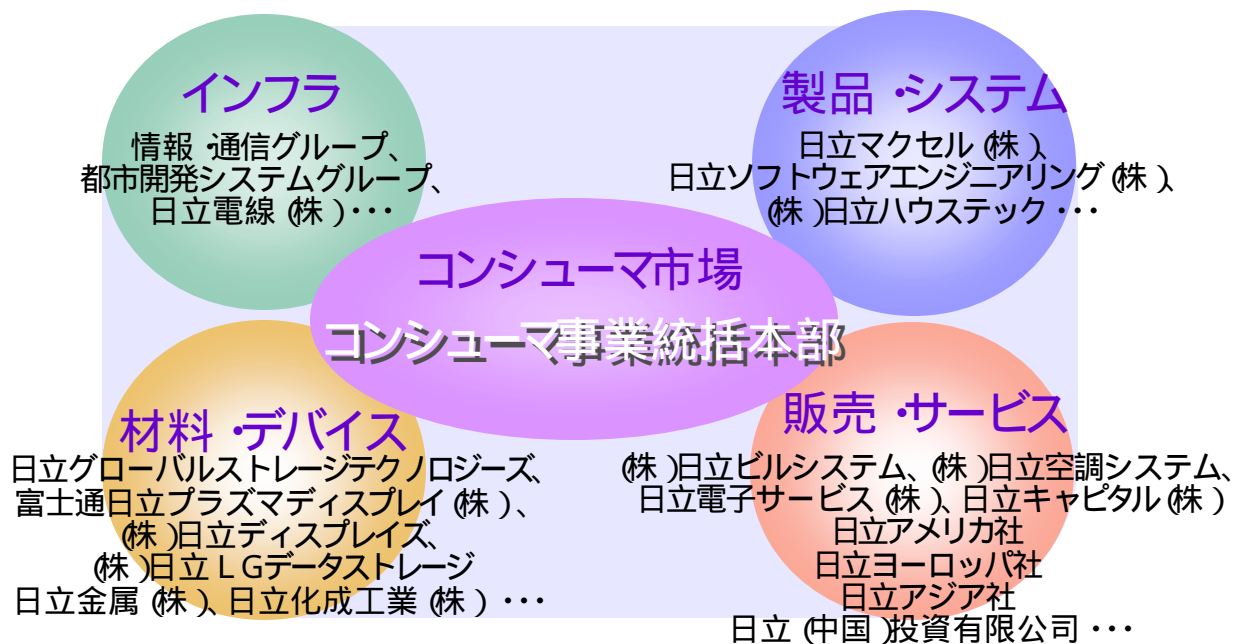 インフラ
情報・通信グループ、
都市開発システムグループ、
日立電線(株)・・・
製品・システム
日立マクセル(株)、
日立ソフトウェアエンジニアリング(株)、
(株)日立ハウステック・・・
コンシューマ市場
コンシューマ事業統括本部
材料・デバイス
日立グローバルストレージテクノロジーズ、
富士通日立プラズマディスプレイ(株)、
(株)日立ディスプレイズ、
(株)日立LGデータストレージ
日立金属(株)、日立化成工業(株)・・・
販売・サービス
(株)日立ビルシステム、(株)日立空調システム、
日立電子サービス(株)、日立キャピタル(株)
日立アメリカ社
日立ヨーロッパ社
日立アジア社
日立(中国)投資有限公司・・・